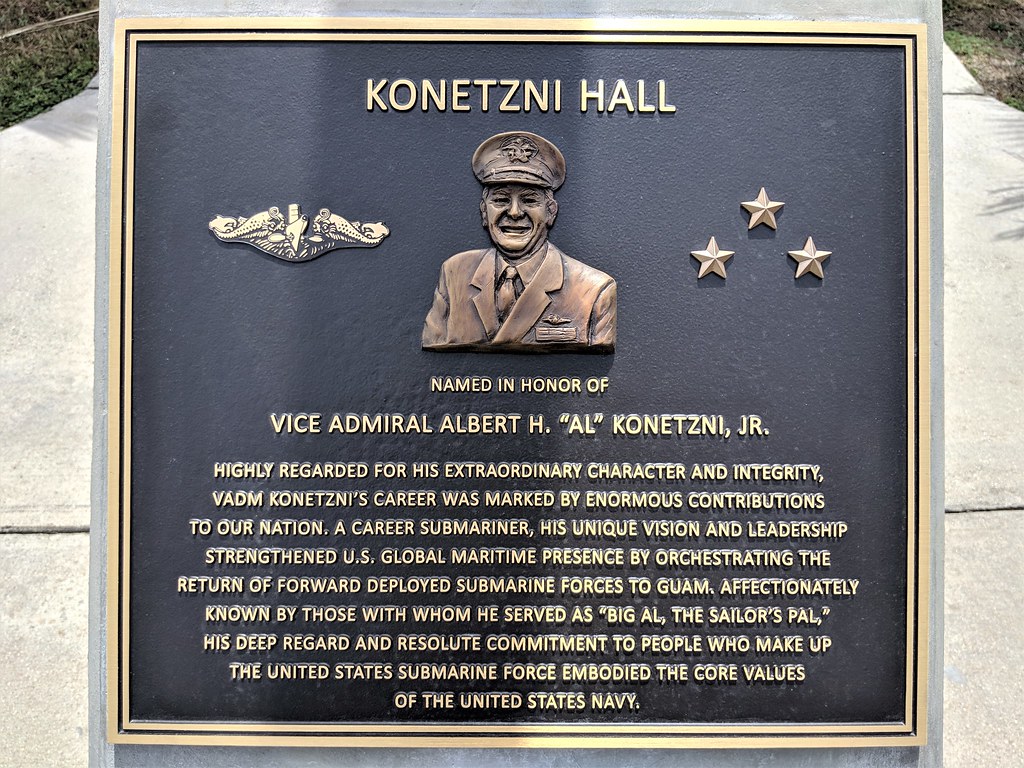 KONETZNI HALL
NAMED IN HONOR OF
VICE ADMIRAL ALBERT H. “AL” KONETZNI, JR.
HIGHLY REGARDED FOR HIS EXTRAORDINARY CHARACTER AND INTEGRITY,
VADM KONETZNI’S CAREER WAS MARKED BY ENORMOUS CONTRIBUTIONS
TO OUR NATION. A CAREER SUBMARINER, HIS UNIQUE VISION AND LEADERSHIP
STRENGTHENED U.S. GLOBAL MARITIME PRESENCE BY ORCHESTRATING THE
RETURN OF FORWARD DEPLOYED SUBMARINE FORCES TO GUAM. AFFECTIONATELY
KNOWN BY THOSE WITH WHOM HE SERVED AS “BIG AL, THE SAILOR’S PAL,”
HIS DEEP REGARD AND RESOLUTE COMMITMENT TO PEOPLE WHO MAKE UP
THE UNITED STATES SUBMARINE FORCE EMBODIED THE CORE VALUES
OF THE UNITED STATES NAVY.